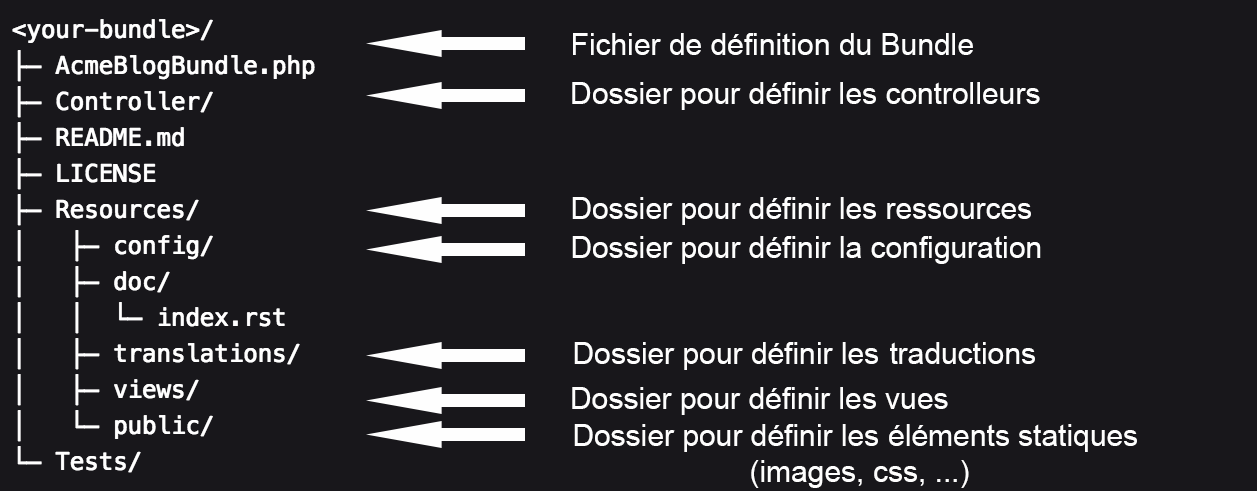 <your-bundle>/
├─ AcmeBlogBundle.php
├─ Controller/
├─ README.md
├─ LICENSE
├─ Resources/
│   ├─ config/
│   ├─ doc/
│   │  └─ index.rst
│   ├─ translations/
│   ├─ views/
│   └─ public/
└─ Tests/
Fichier de définition du Bundle
Dossier pour définir les controlleurs
Dossier pour définir les ressources
Dossier pour définir la configuration
Dossier pour définir les traductions
Dossier pour définir les vues
Dossier pour définir les éléments statiques
(images, css, ...)